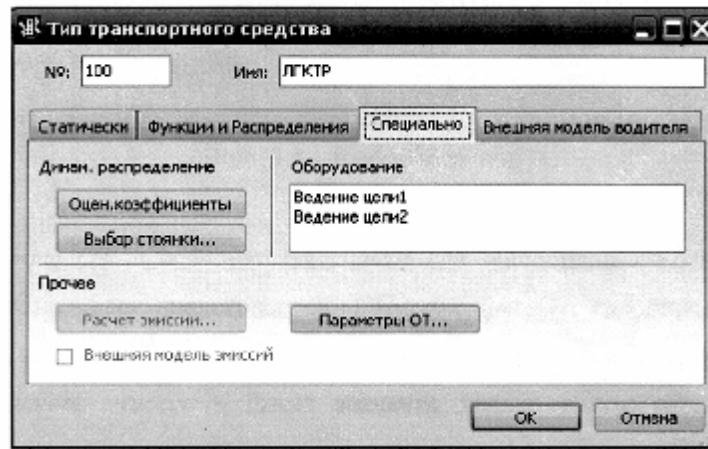 Тип транспортного средства
№: 100 Имя: ЛГКТР
Статически Функции и Распределения Специально Внешняя модель водителя
Динам. распределение Оборудование
Оцен.коэффициенты
Ведение цели1
Ведение цели2
Выбор стоянки...
Прочее
Расчет эмиссии... Параметры ОТ...
Внешняя модель эмиссий
OK Отмена